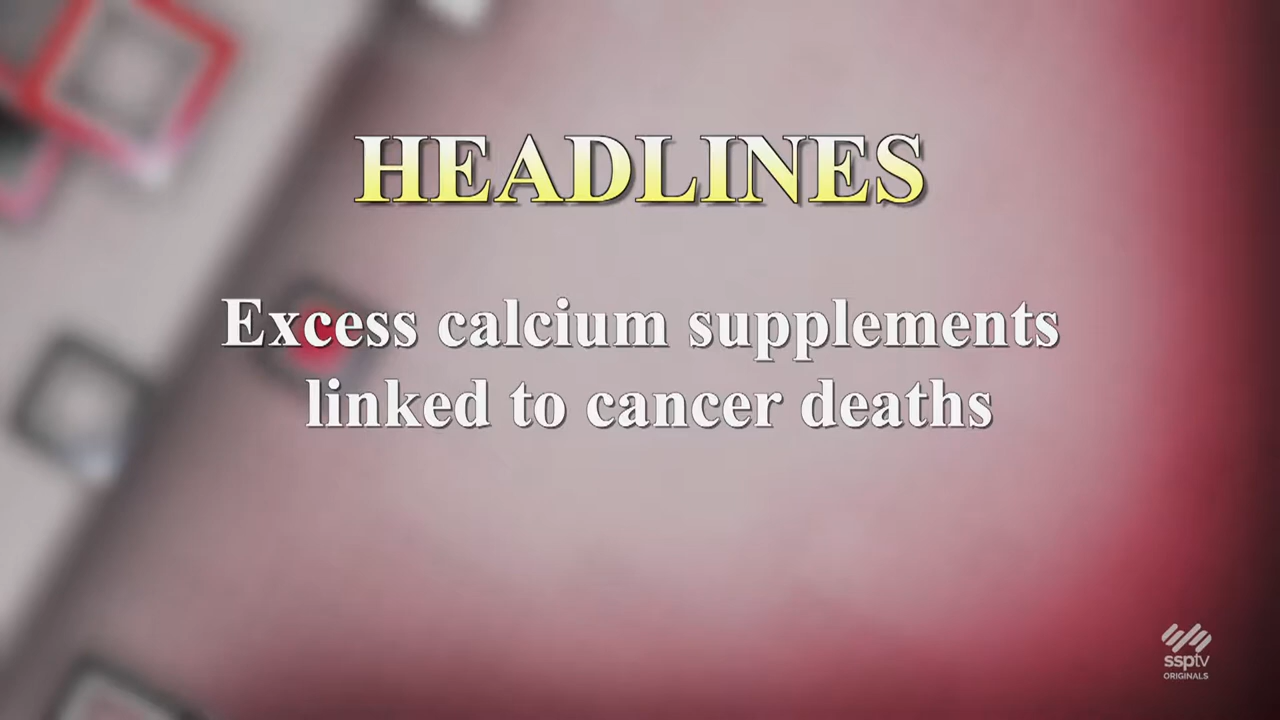 HEADLINES
Excess calcium supplements
linked to cancer deaths
ssptv
ORIGINALS